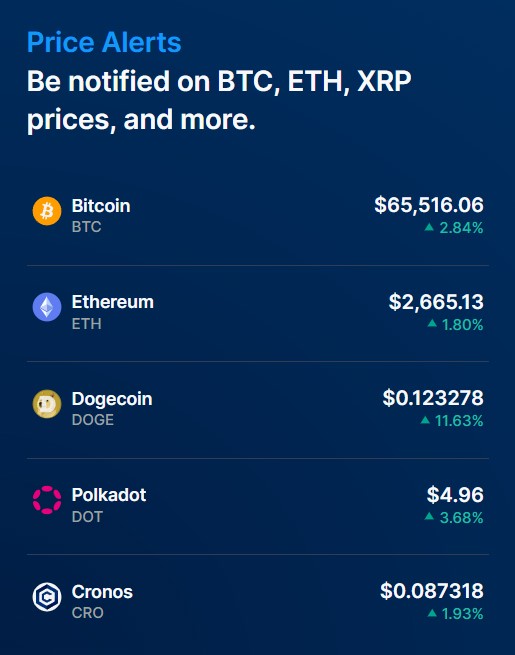 Price Alerts
Be notified on BTC, ETH, XRP
prices, and more.
Bitcoin $65,516.06
BTC ▲ 2.84%
Ethereum $2,665.13
ETH ▲ 1.80%
Dogecoin $0.123278
DOGE ▲ 11.63%
Polkadot $4.96
DOT ▲ 3.68%
Cronos $0.087318
CRO ▲ 1.93%